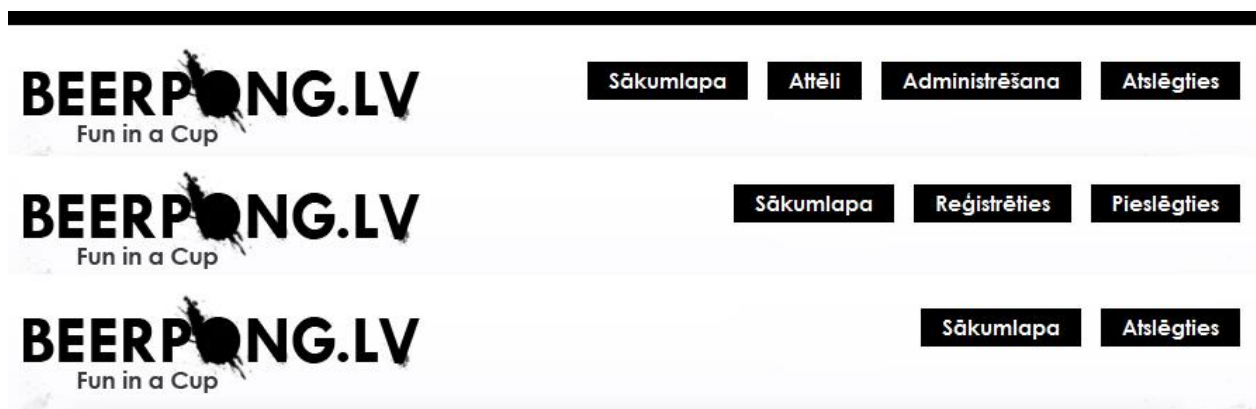 BEERPONG.LV
Fun in a Cup
Sākumlapa Attēli Administrēšana Atslēgties
BEERPONG.LV
Fun in a Cup
Sākumlapa Reģistrēties Pieslēgties
BEERPONG.LV
Fun in a Cup
Sākumlapa Atslēgties